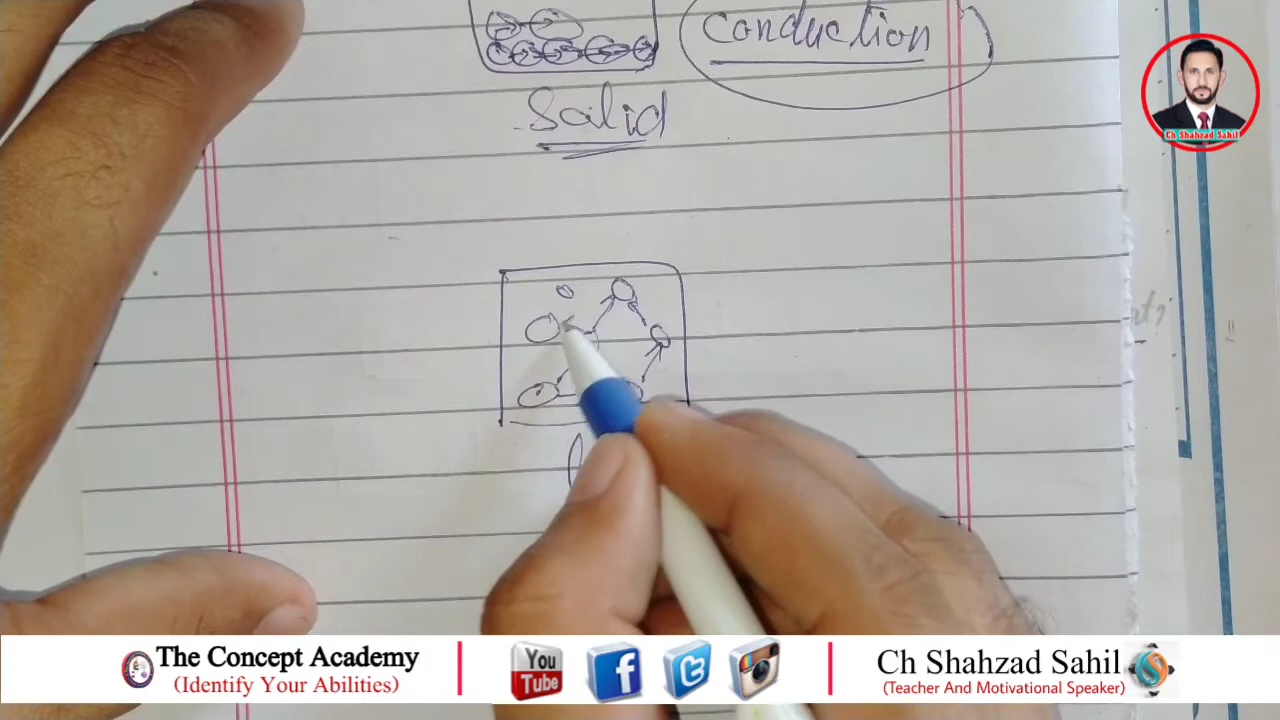 Conduction
Solid
Ch Shahzad Sahil
The Concept Academy
(Identify Your Abilities)
You
Tube
Ch Shahzad Sahil
(Teacher And Motivational Speaker)